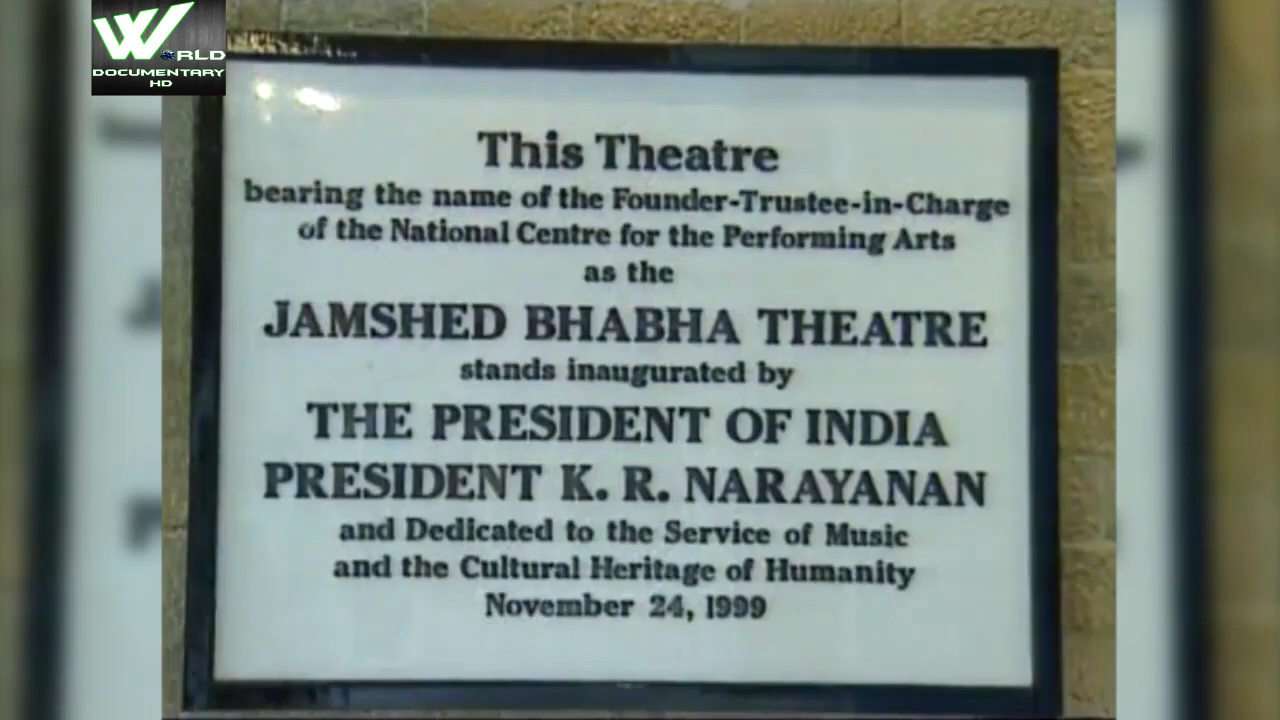 WORLD
DOCUMENTARY
HD
This Theatre
bearing the name of the Founder-Trustee-in-Charge
of the National Centre for the Performing Arts
as the
JAMSHED BHABHA THEATRE
stands inaugurated by
THE PRESIDENT OF INDIA
PRESIDENT K. R. NARAYANAN
and Dedicated to the Service of Music
and the Cultural Heritage of Humanity
November 24, 1999